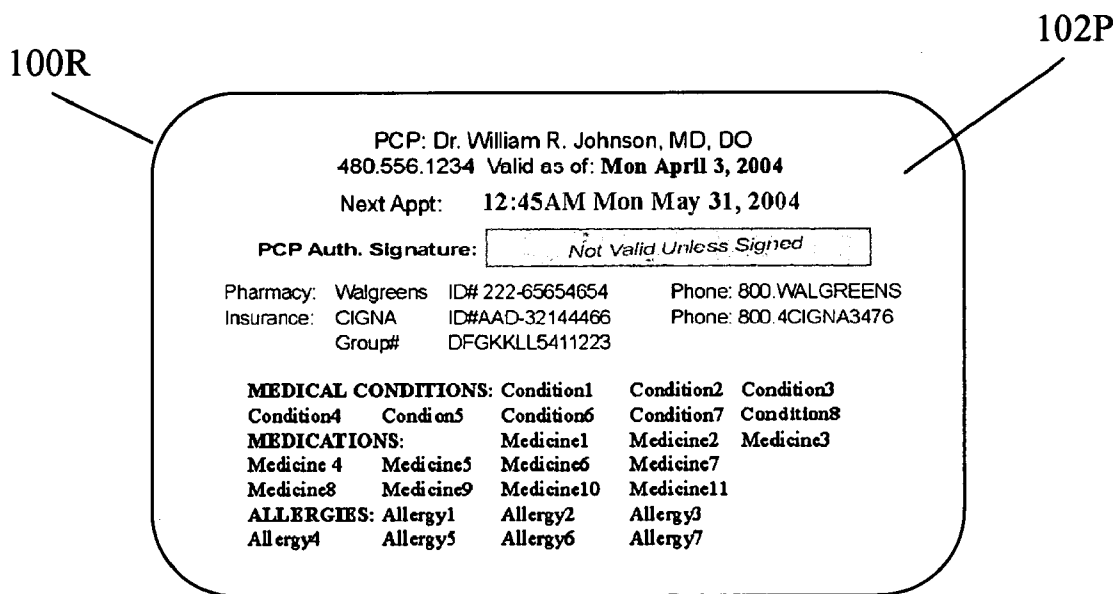 102P
100R
PCP: Dr. William R. Johnson, MD, DO
480.556.1234 Valid as of: Mon April 3, 2004
Next Appt: 12:45AM Mon May 31, 2004
PCP Auth. Signature: Not Valid Unless Signed
Pharmacy: Walgreens ID# 222-65654654 Phone: 800.WALGREENS
Insurance: CIGNA ID#AAD-32144466 Phone: 800.4CIGNA3476
Group# DFGKKLL5411223
MEDICAL CONDITIONS: Condition1 Condition2 Condition3
Condition4 Condion5 Condition6 Condition7 Condition8
MEDICATIONS: Medicine1 Medicine2 Medicine3
Medicine 4 Medicine5 Medicine6 Medicine7
Medicine8 Medicine9 Medicine10 Medicine11
ALLERGIES: Allergy1 Allergy2 Allergy3
Allergy4 Allergy5 Allergy6 Allergy7